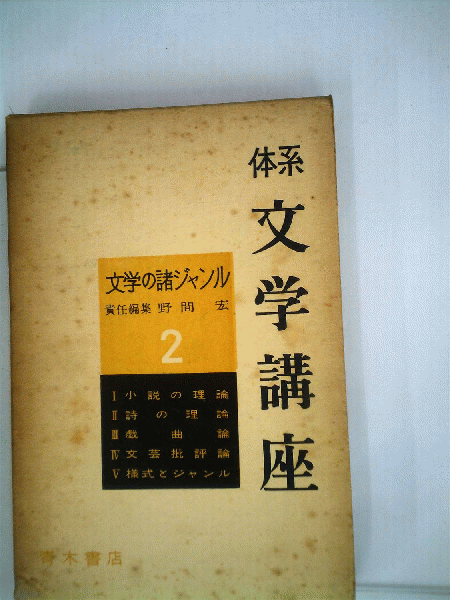 体系
文学講座
文学の諸ジャンル
責任編集 野間 宏
2
I 小説の理論
II 詩の理論
III 戯曲論
IV 文芸批評論
V 様式とジャンル
青木書店